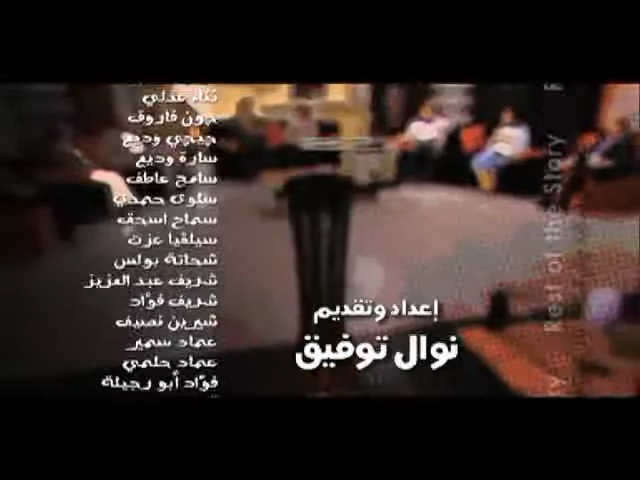 ثناء عدلي
جون فاروق
جيجي وديع
سارة وديع
سامح عاطف
سلوى حمدي
سماح اسحق
سيلفيا عزت
شحاتة بولس
شريف عبد العزيز
شريف فؤاد
شيرين نصيف
عماد سمير
عماد حلمي
فؤاد أبو رجيلة
إعداد وتقديم
نوال توفيق
Rest of the Story